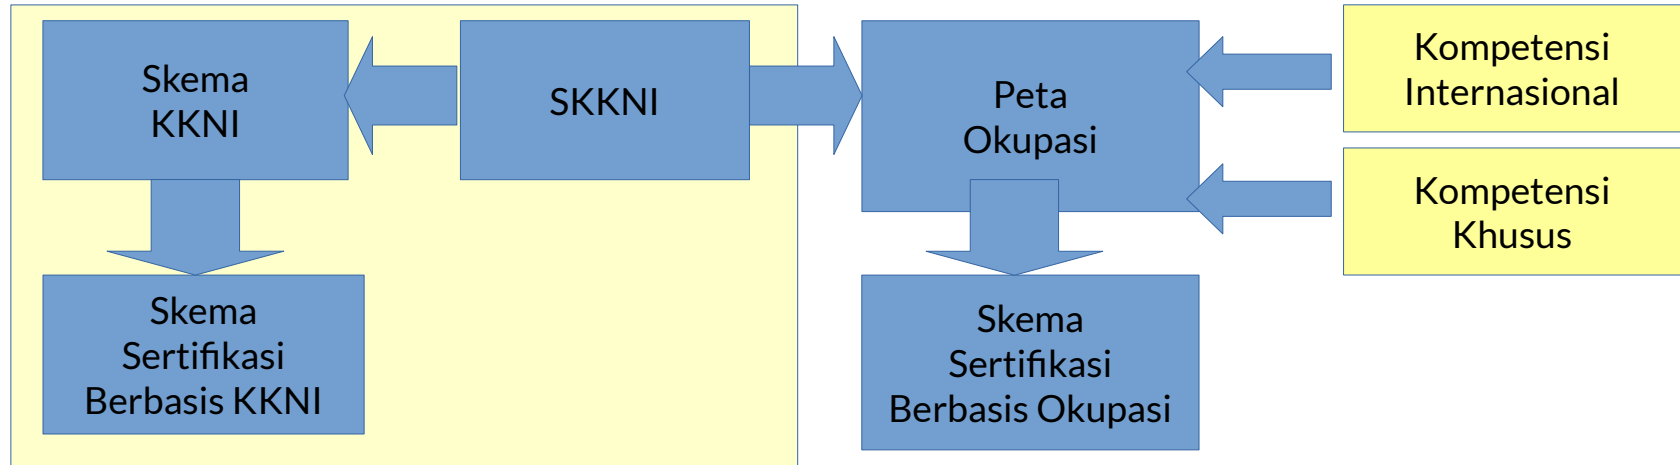 Skema
KKNI
SKKNI
Peta
Okupasi
Kompetensi
Internasional
Kompetensi
Khusus
Skema
Sertifikasi
Berbasis KKNI
Skema
Sertifikasi
Berbasis Okupasi